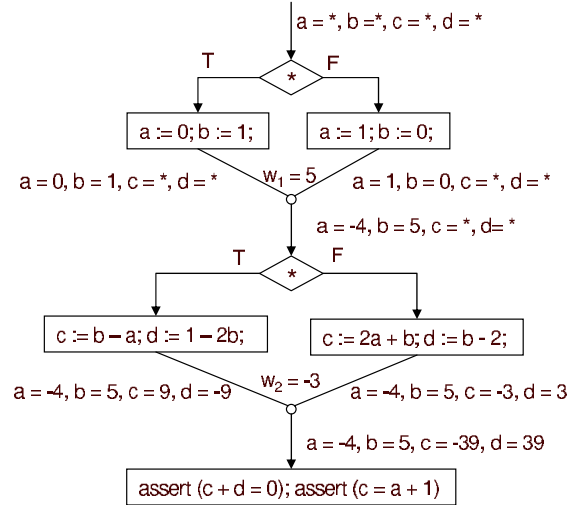 a = *, b =*, c = *, d = *
T
F
*
a := 0; b := 1;
a := 1; b := 0;
w1 = 5
a = 0, b = 1, c = *, d = *
a = 1, b = 0, c = *, d = *
a = -4, b = 5, c = *, d= *
T
F
*
c := b – a; d := 1 – 2b;
c := 2a + b; d := b - 2;
w2 = -3
a = -4, b = 5, c = 9, d = -9
a = -4, b = 5, c = -3, d = 3
a = -4, b = 5, c = -39, d = 39
assert (c + d = 0); assert (c = a + 1)